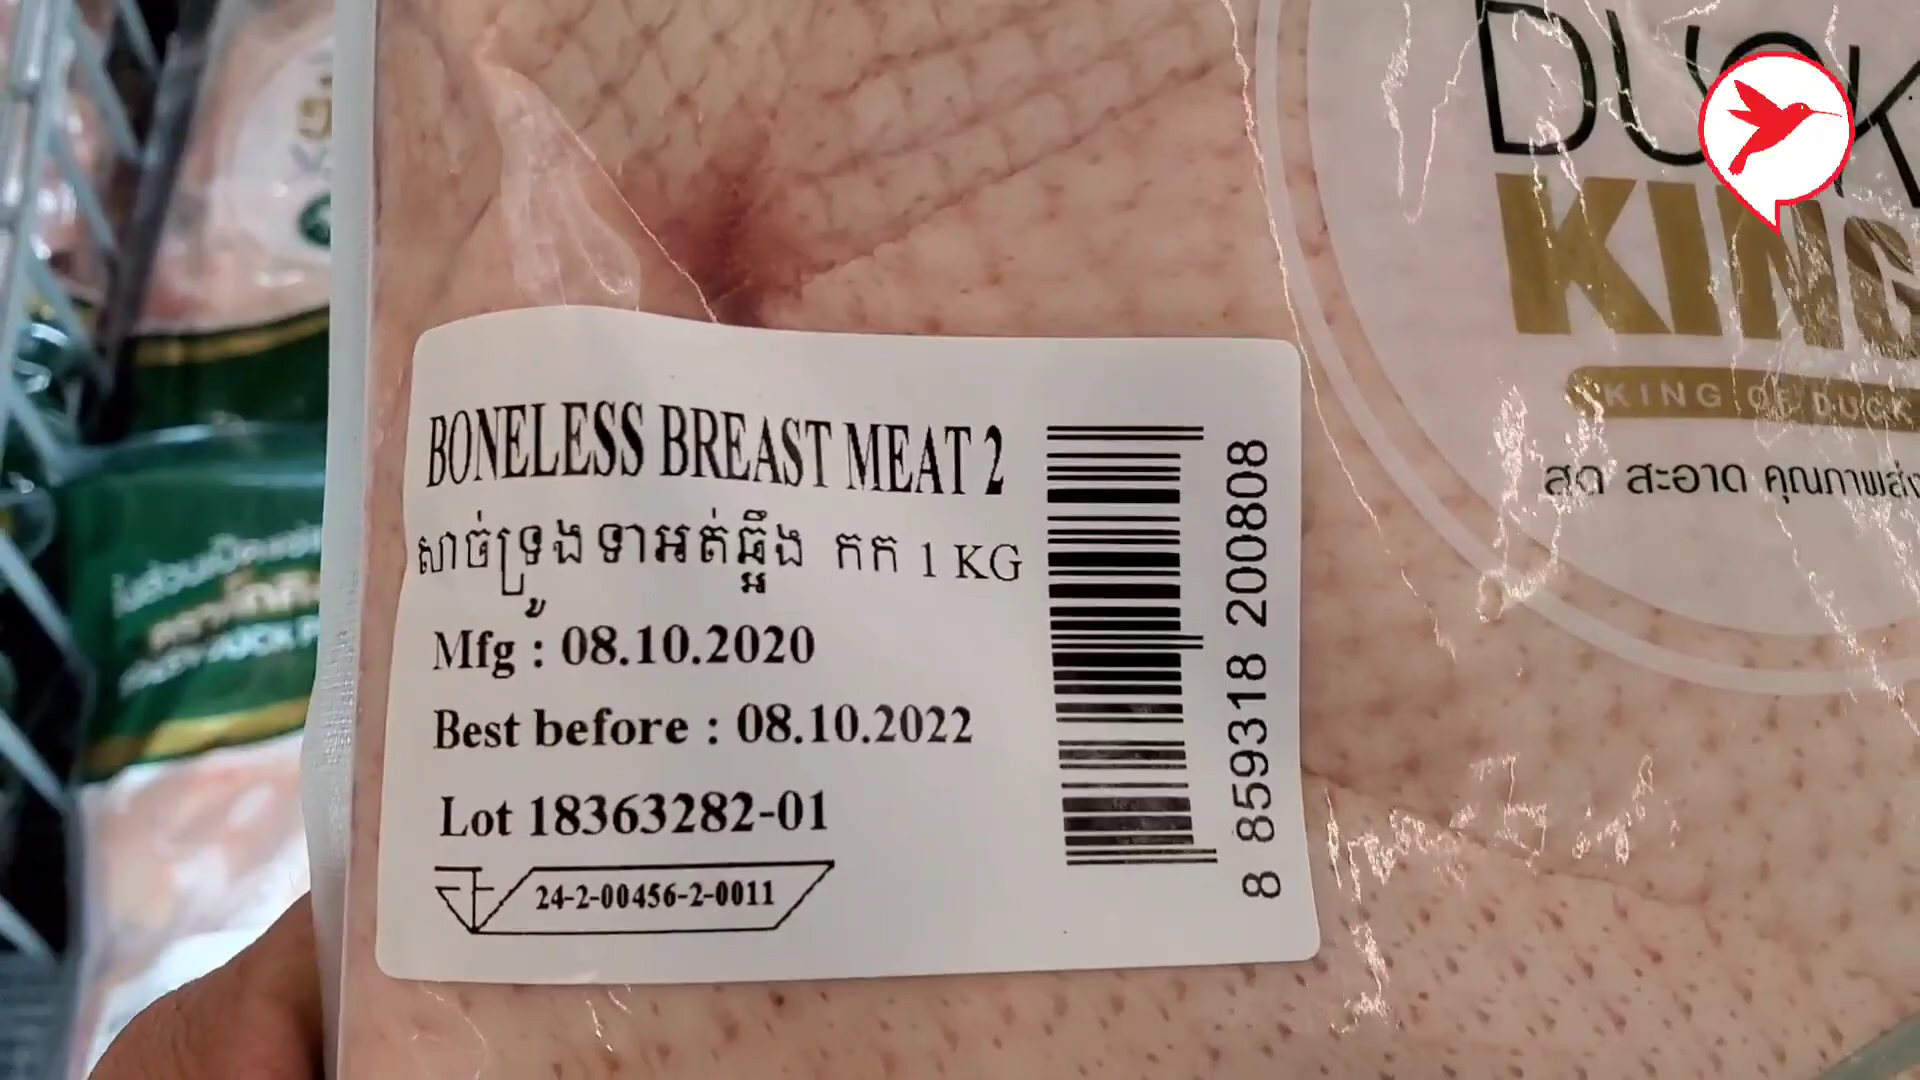 DUCK
KING
KING OF DUCK
สด สะอาด คุณภาพส่ง
BONELESS BREAST MEAT 2
សាច់ទ្រូងទាអត់ឆ្អឹង កក 1 KG
Mfg : 08.10.2020
Best before : 08.10.2022
Lot 18363282-01
24-2-00456-2-0011
8 859318 200808